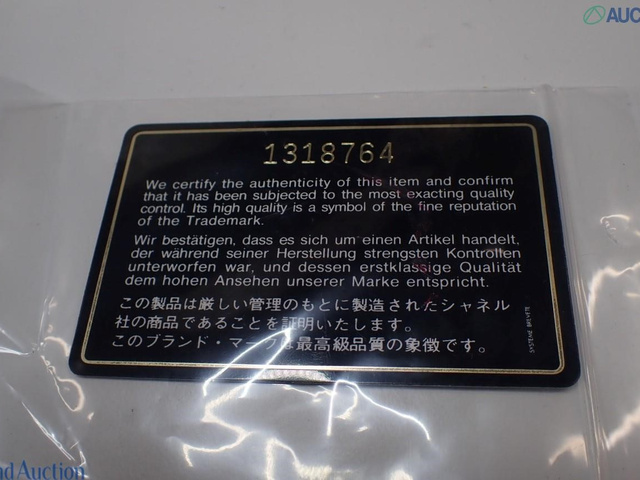 AUC
1318764
We certify the authenticity of this item and confirm
that it has been subjected to the most exacting quality
control. Its high quality is a symbol of the fine reputation
of the Trademark.
Wir bestätigen, dass es sich um einen Artikel handelt,
der während seiner Herstellung strengsten Kontrollen
unterworfen war, und dessen erstklassige Qualität
dem hohen Ansehen unserer Marke entspricht.
この製品は厳しい管理のもとに製造されたシャネル
社の商品であることを証明いたします。
このブランド・マークは最高級品質の象徴です。
SYSTEME BREVETE
nd Auction